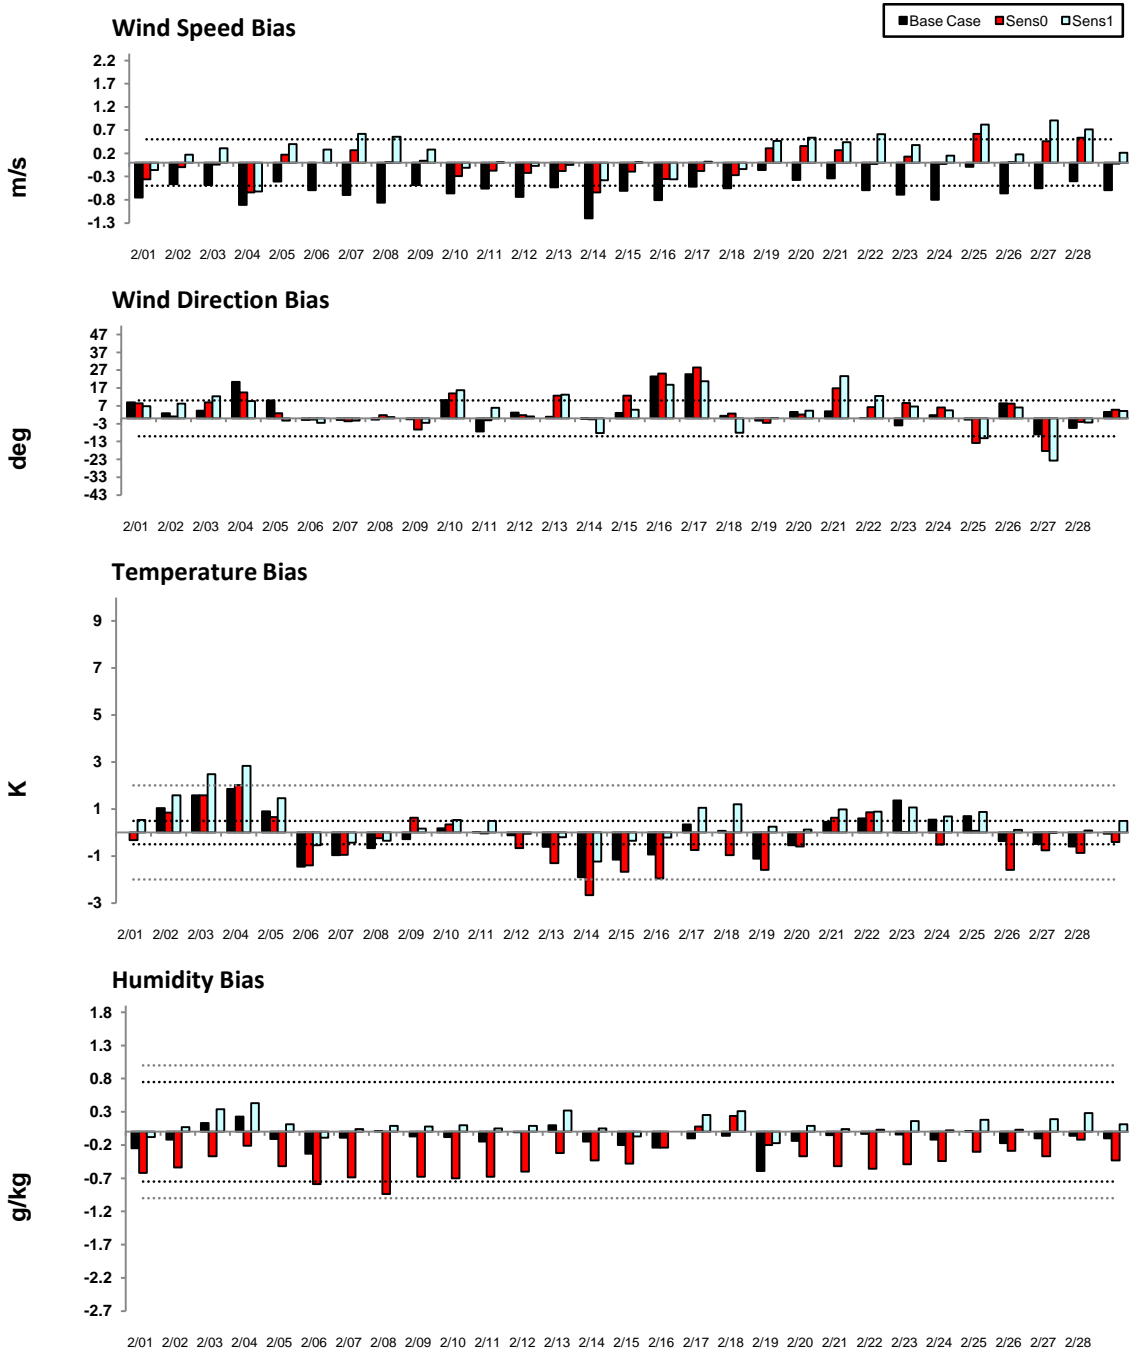 Wind Speed Bias
Base Case Sens0 Sens1
m/s
2.2
1.7
1.2
0.7
0.2
-0.3
-0.8
-1.3
2/01 2/02 2/03 2/04 2/05 2/06 2/07 2/08 2/09 2/10 2/11 2/12 2/13 2/14 2/15 2/16 2/17 2/18 2/19 2/20 2/21 2/22 2/23 2/24 2/25 2/26 2/27 2/28
Wind Direction Bias
deg
47
37
27
17
7
-3
-13
-23
-33
-43
2/01 2/02 2/03 2/04 2/05 2/06 2/07 2/08 2/09 2/10 2/11 2/12 2/13 2/14 2/15 2/16 2/17 2/18 2/19 2/20 2/21 2/22 2/23 2/24 2/25 2/26 2/27 2/28
Temperature Bias
K
9
7
5
3
1
-1
-3
2/01 2/02 2/03 2/04 2/05 2/06 2/07 2/08 2/09 2/10 2/11 2/12 2/13 2/14 2/15 2/16 2/17 2/18 2/19 2/20 2/21 2/22 2/23 2/24 2/25 2/26 2/27 2/28
Humidity Bias
g/kg
1.8
1.3
0.8
0.3
-0.2
-0.7
-1.2
-1.7
-2.2
-2.7
2/01 2/02 2/03 2/04 2/05 2/06 2/07 2/08 2/09 2/10 2/11 2/12 2/13 2/14 2/15 2/16 2/17 2/18 2/19 2/20 2/21 2/22 2/23 2/24 2/25 2/26 2/27 2/28